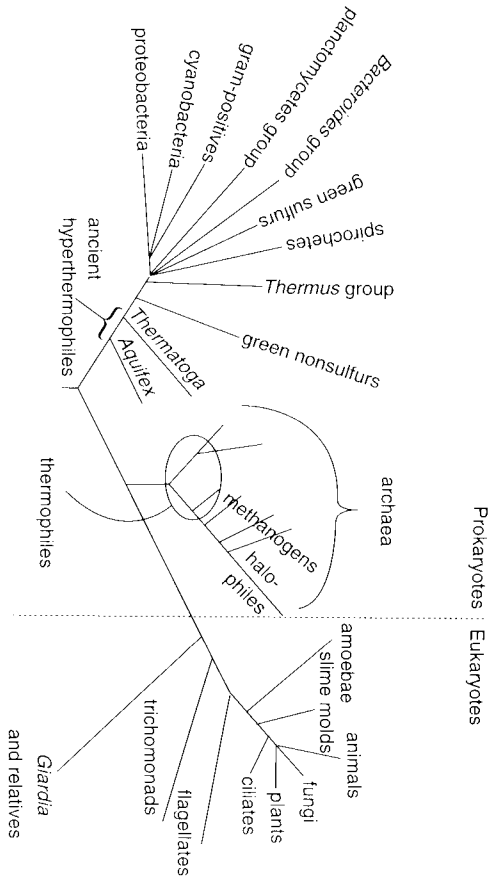 Prokaryotes
Eukaryotes
planctomycetes group
Bacteroides group
gram-positives
green sulfurs
cyanobacteria
spirochetes
proteobacteria
Thermus group
green nonsulfurs
ancient
hyperthermophiles
Thermatoga
Aquifex
archaea
methanogens
halo-
philes
thermophiles
amoebae
slime molds
animals
fungi
plants
ciliates
flagellates
trichomonads
Giardia
and relatives